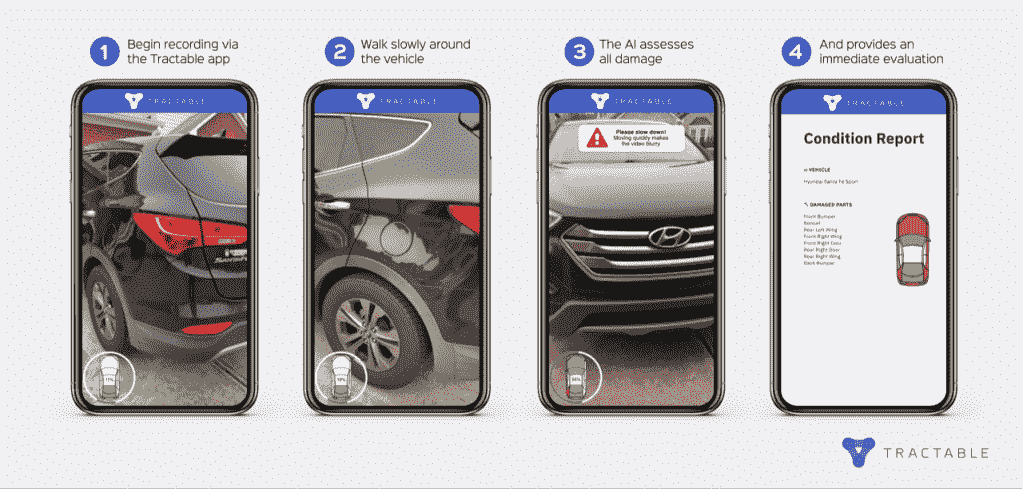 1
Begin recording via
the Tractable app
2
Walk slowly around
the vehicle
3
The AI assesses
all damage
4
And provides an
immediate evaluation
TRACTABLE
11%
TRACTABLE
TRACTABLE
Please slow down!
Moving quickly makes
the video blurry
TRACTABLE
Condition Report
VEHICLE
Hyundai Santa Fe Sport
DAMAGED PARTS
Front Bumper
Bonnet
Rear Left Wing
Front Right Wing
Front Right Door
Rear Right Door
Rear Right Wing
Back Bumper
TRACTABLE